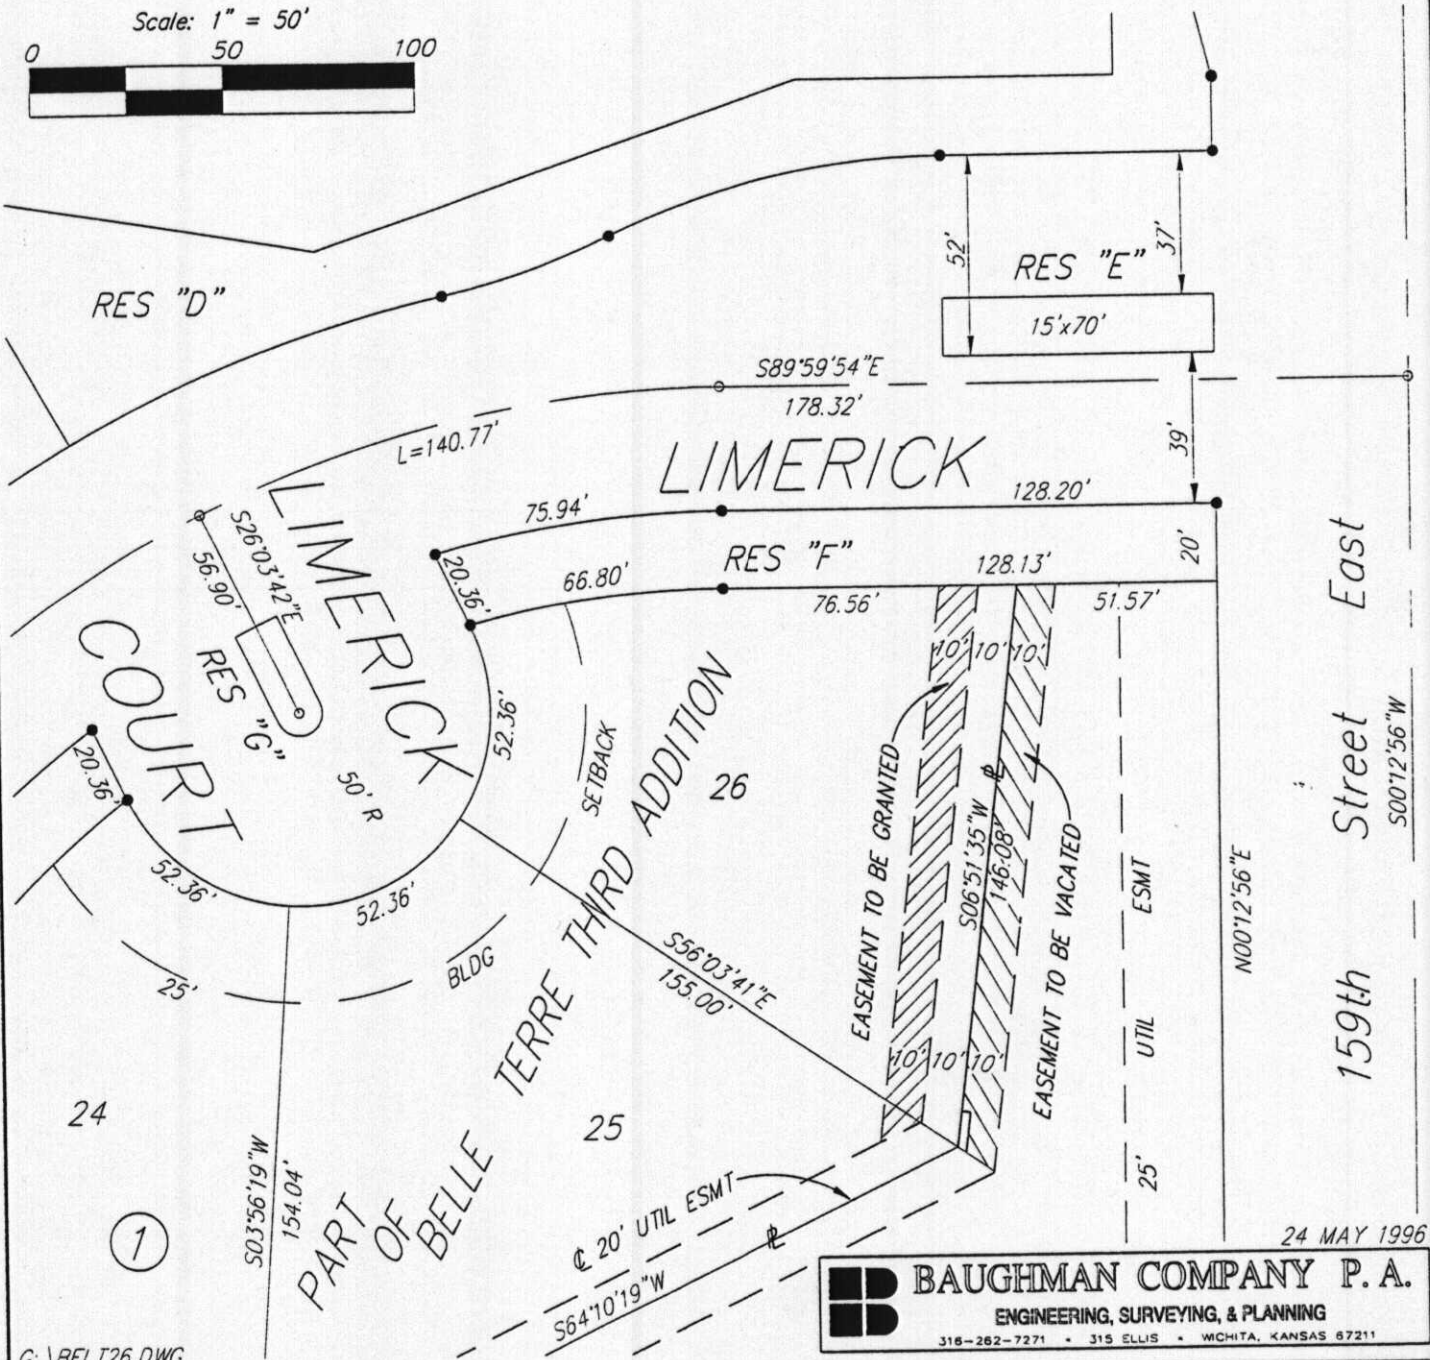 Scale: 1" = 50'
0 50 100
RES "D"
52'
37'
RES "E"
15'x70'
S89°59'54"E
178.32'
L=140.77'
39'
LIMERICK
128.20'
75.94'
RES "F"
128.13'
20'
66.80'
76.56'
51.57'
S26°03'42"E
56.90'
LIMERICK
COURT
20.36'
RES "G"
50' R
20.36'
52.36'
52.36'
52.36'
SETBACK
BLDG
25'
10' 10' 10'
EASEMENT TO BE GRANTED
S06°51'35"W
146.08'
℄
EASEMENT TO BE VACATED
10' 10' 10'
UTIL ESMT
25'
N00°12'56"E
159th Street East
S00°12'56"W
26
S56°03'41"E
155.00'
24
25
S03°56'19"W
154.04'
PART
OF
BELLE TERRE THIRD ADDITION
1
℄ 20' UTIL ESMT
S64°10'19"W
24 MAY 1996
BAUGHMAN COMPANY P. A.
ENGINEERING, SURVEYING, & PLANNING
316-262-7271 • 315 ELLIS • WICHITA, KANSAS 67211